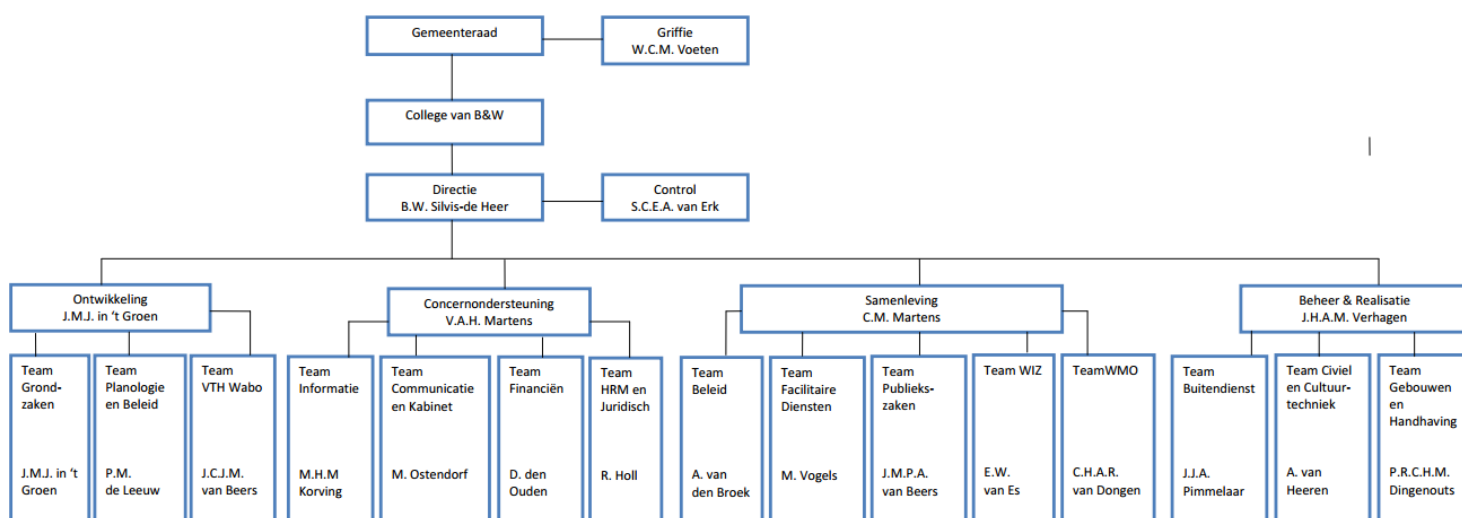 Gemeenteraad
Griffie
W.C.M. Voeten
College van B&W
Directie
B.W. Silvis-de Heer
Control
S.C.E.A. van Erk
Ontwikkeling
J.M.J. in ‘t Groen
Concernondersteuning
V.A.H. Martens
Samenleving
C.M. Martens
Beheer & Realisatie
J.H.A.M. Verhagen
Team
Grond-
zaken
J.M.J. in ‘t
Groen
Team
Planologie
en Beleid
P.M.
de Leeuw
Team
VTH Wabo
J.C.J.M.
van Beers
Team
Informatie
M.H.M
Korving
Team
Communicatie
en Kabinet
M. Ostendorf
Team
Financiën
D. den
Ouden
Team
HRM en
Juridisch
R. Holl
Team
Beleid
A. van
den Broek
Team
Facilitaire
Diensten
M. Vogels
Team
Publieks-
zaken
J.M.P.A.
van Beers
Team WIZ
E.W.
van Es
TeamWMO
C.H.A.R.
van Dongen
Team
Buitendienst
J.J.A.
Pimmelaar
Team Civiel
en Cultuur-
techniek
A. van
Heeren
Team
Gebouwen
en
Handhaving
P.R.C.H.M.
Dingenouts